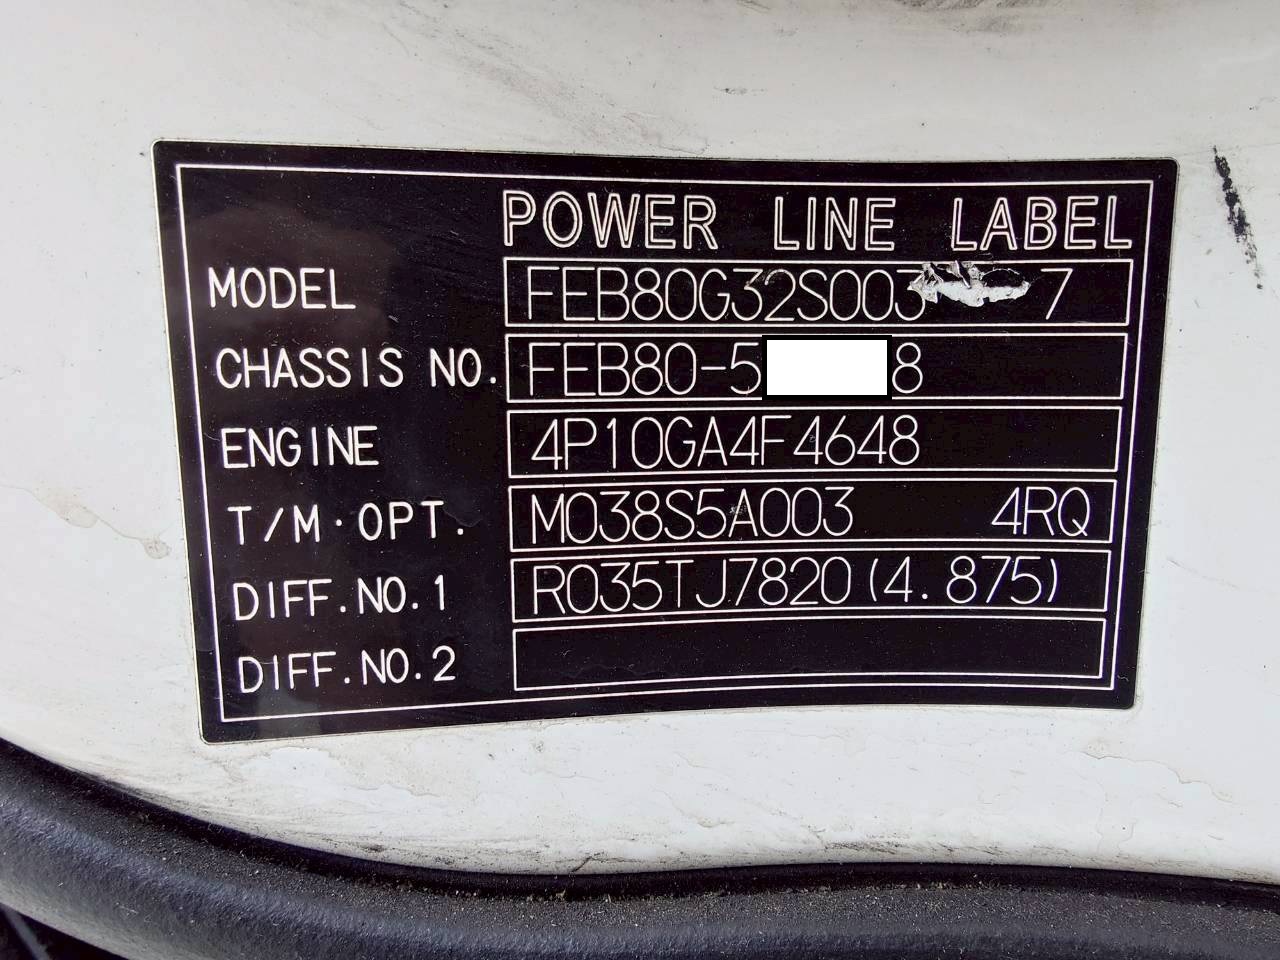 POWER LINE LABEL
MODEL FEB80G32S003 7
CHASSIS NO. FEB80-5 8
ENGINE 4P10GA4F4648
T/M·OPT. M038S5A003 4RQ
DIFF.NO.1 R035TJ7820(4.875)
DIFF.NO.2